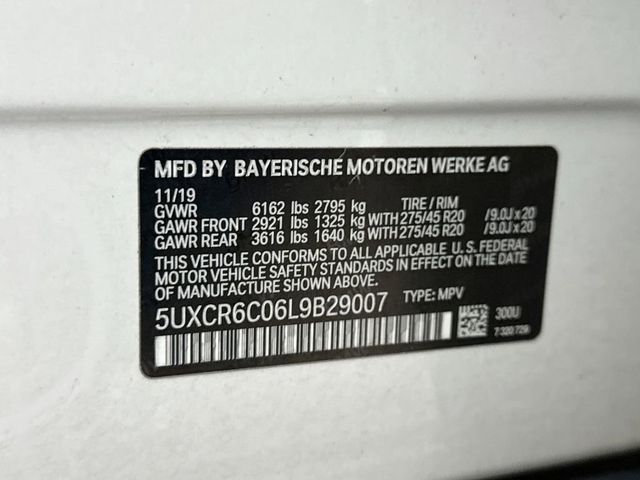 MFD BY BAYERISCHE MOTOREN WERKE AG
11/19
GVWR 6162 lbs 2795 kg TIRE / RIM
GAWR FRONT 2921 lbs 1325 kg WITH 275/45 R20 /9.0J x 20
GAWR REAR 3616 lbs 1640 kg WITH 275/45 R20 /9.0J x 20
THIS VEHICLE CONFORMS TO ALL APPLICABLE U. S. FEDERAL
MOTOR VEHICLE SAFETY STANDARDS IN EFFECT ON THE DATE
OF MANUFACTURE SHOWN ABOVE.
5UXCR6C06L9B29007 TYPE: MPV
300U
7 320 729